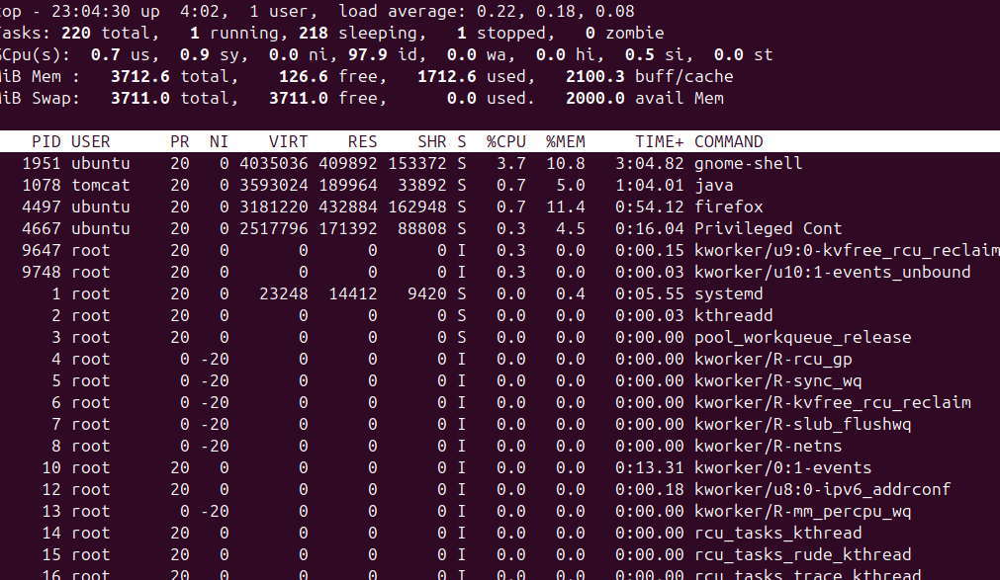 top - 23:04:30 up  4:02,  1 user,  load average: 0.22, 0.18, 0.08
Tasks: 220 total,   1 running, 218 sleeping,   1 stopped,   0 zombie
%Cpu(s):  0.7 us,  0.9 sy,  0.0 ni, 97.9 id,  0.0 wa,  0.0 hi,  0.5 si,  0.0 st
MiB Mem :   3712.6 total,    126.6 free,   1712.6 used,   2100.3 buff/cache
MiB Swap:   3711.0 total,   3711.0 free,      0.0 used.   2000.0 avail Mem
PID USER      PR  NI    VIRT    RES    SHR S  %CPU  %MEM     TIME+ COMMAND
1951 ubuntu    20   0 4035036 409892 153372 S   3.7  10.8   3:04.82 gnome-shell
1078 tomcat    20   0 3593024 189964  33892 S   0.7   5.0   1:04.01 java
4497 ubuntu    20   0 3181220 432884 162948 S   0.7  11.4   0:54.12 firefox
4667 ubuntu    20   0 2517796 171392  88808 S   0.3   4.5   0:16.04 Privileged Cont
9647 root      20   0       0      0      0 I   0.3   0.0   0:00.15 kworker/u9:0-kvfree_rcu_reclaim
9748 root      20   0       0      0      0 I   0.3   0.0   0:00.03 kworker/u10:1-events_unbound
1 root      20   0   23248  14412   9420 S   0.0   0.4   0:05.55 systemd
2 root      20   0       0      0      0 S   0.0   0.0   0:00.03 kthreadd
3 root      20   0       0      0      0 S   0.0   0.0   0:00.00 pool_workqueue_release
4 root       0 -20       0      0      0 I   0.0   0.0   0:00.00 kworker/R-rcu_gp
5 root       0 -20       0      0      0 I   0.0   0.0   0:00.00 kworker/R-sync_wq
6 root       0 -20       0      0      0 I   0.0   0.0   0:00.00 kworker/R-kvfree_rcu_reclaim
7 root       0 -20       0      0      0 I   0.0   0.0   0:00.00 kworker/R-slub_flushwq
8 root       0 -20       0      0      0 I   0.0   0.0   0:00.00 kworker/R-netns
10 root      20   0       0      0      0 I   0.0   0.0   0:13.31 kworker/0:1-events
12 root      20   0       0      0      0 I   0.0   0.0   0:00.18 kworker/u8:0-ipv6_addrconf
13 root       0 -20       0      0      0 I   0.0   0.0   0:00.00 kworker/R-mm_percpu_wq
14 root      20   0       0      0      0 I   0.0   0.0   0:00.00 rcu_tasks_kthread
15 root      20   0       0      0      0 I   0.0   0.0   0:00.00 rcu_tasks_rude_kthread
16 root      20   0       0      0      0 I   0.0   0.0   0:00.00 rcu_tasks_trace_kthread